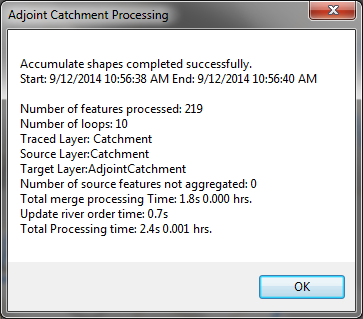 Adjoint Catchment Processing
Accumulate shapes completed successfully.
Start: 9/12/2014 10:56:38 AM End: 9/12/2014 10:56:40 AM
Number of features processed: 219
Number of loops: 10
Traced Layer: Catchment
Source Layer:Catchment
Target Layer:AdjointCatchment
Number of source features not aggregated: 0
Total merge processing Time: 1.8s 0.000 hrs.
Update river order time: 0.7s
Total Processing time: 2.4s 0.001 hrs.
OK